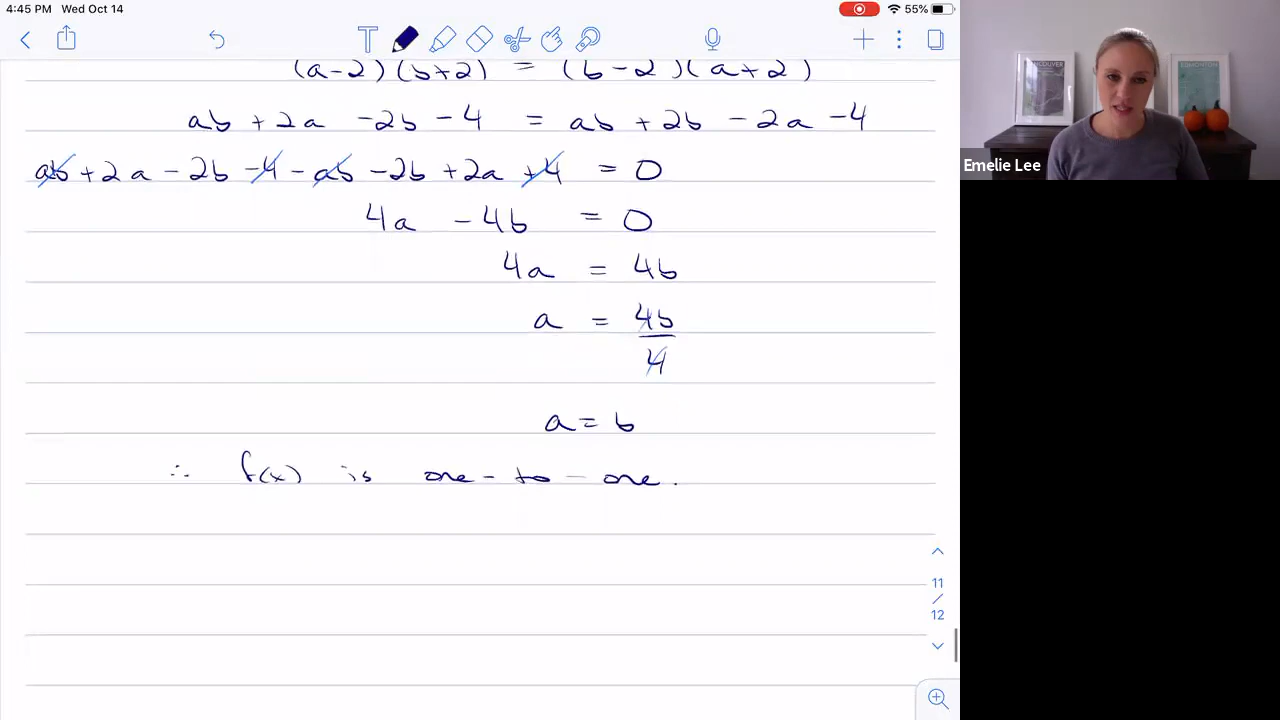 4:45 PM Wed Oct 14
55%
(a-2)(b+2) = (b-2)(a+2)
ab +2a -2b -4 = ab +2b -2a -4
ab +2a -2b -4 -ab -2b +2a +4 = 0
4a -4b = 0
4a = 4b
a = 4b
4
a = b
∴ f(x) is one-to-one.
VANCOUVER
EDMONTON
Emelie Lee
11
/
12